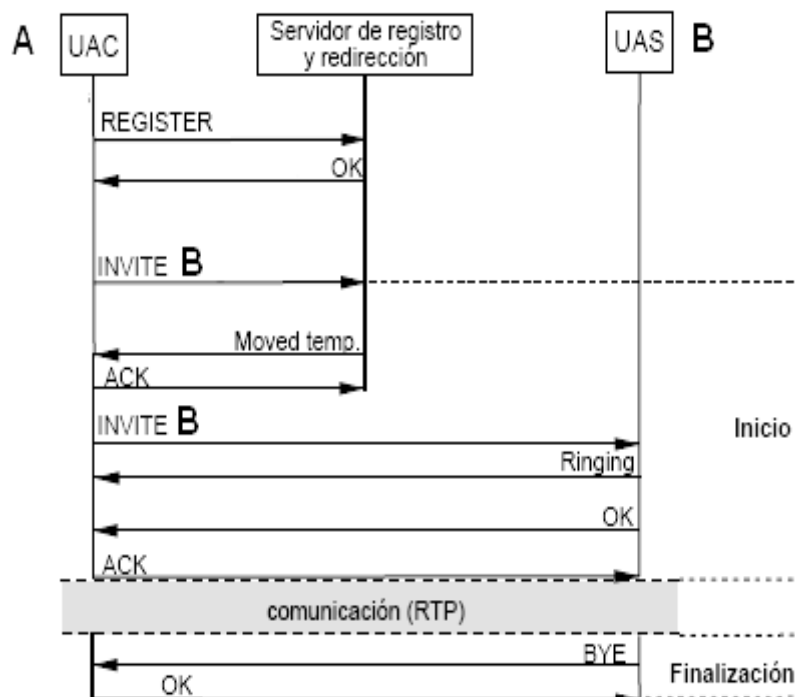 A
UAC
Servidor de registro
y redirección
UAS
B
REGISTER
OK
INVITE B
Moved temp.
ACK
INVITE B
Inicio
Ringing
OK
ACK
comunicación (RTP)
BYE
Finalización
OK